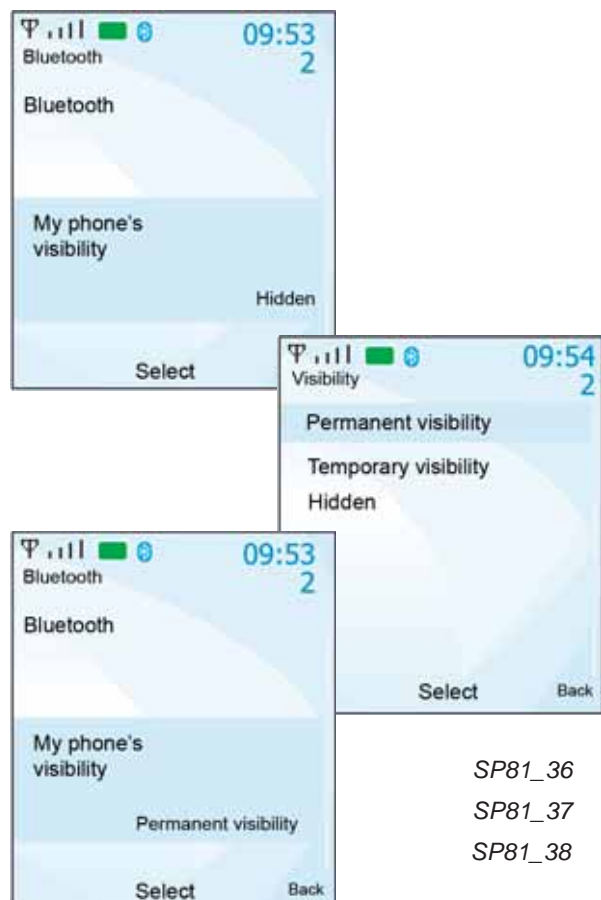 09:53
Bluetooth
2
Bluetooth
My phone's
visibility
Hidden
Select
09:54
Visibility
2
Permanent visibility
Temporary visibility
Hidden
Select Back
09:53
Bluetooth
2
Bluetooth
My phone's
visibility
Permanent visibility
Select Back
SP81_36
SP81_37
SP81_38